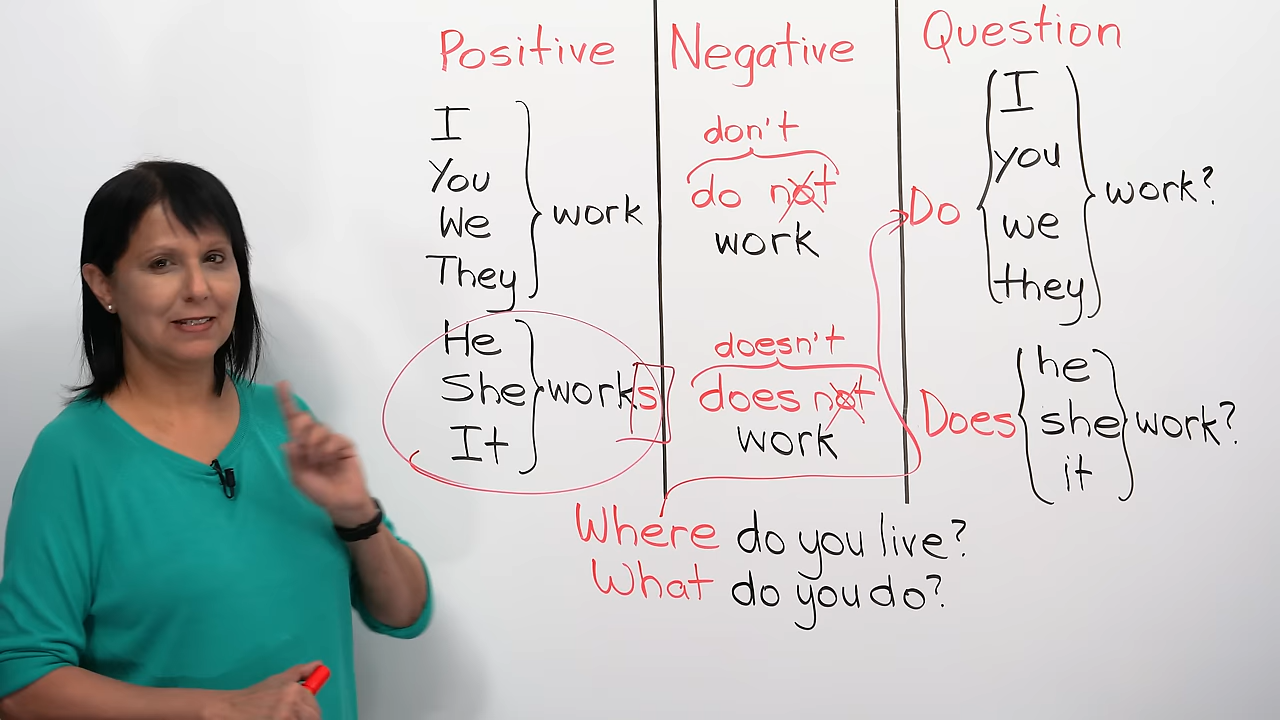 Positive
I
You
We
They
work
He
She
It
works
Negative
don't
do not
work
doesn't
does not
work
Question
Do
I
you
we
they
work?
Does
he
she
it
work?
Where do you live?
What do you do?